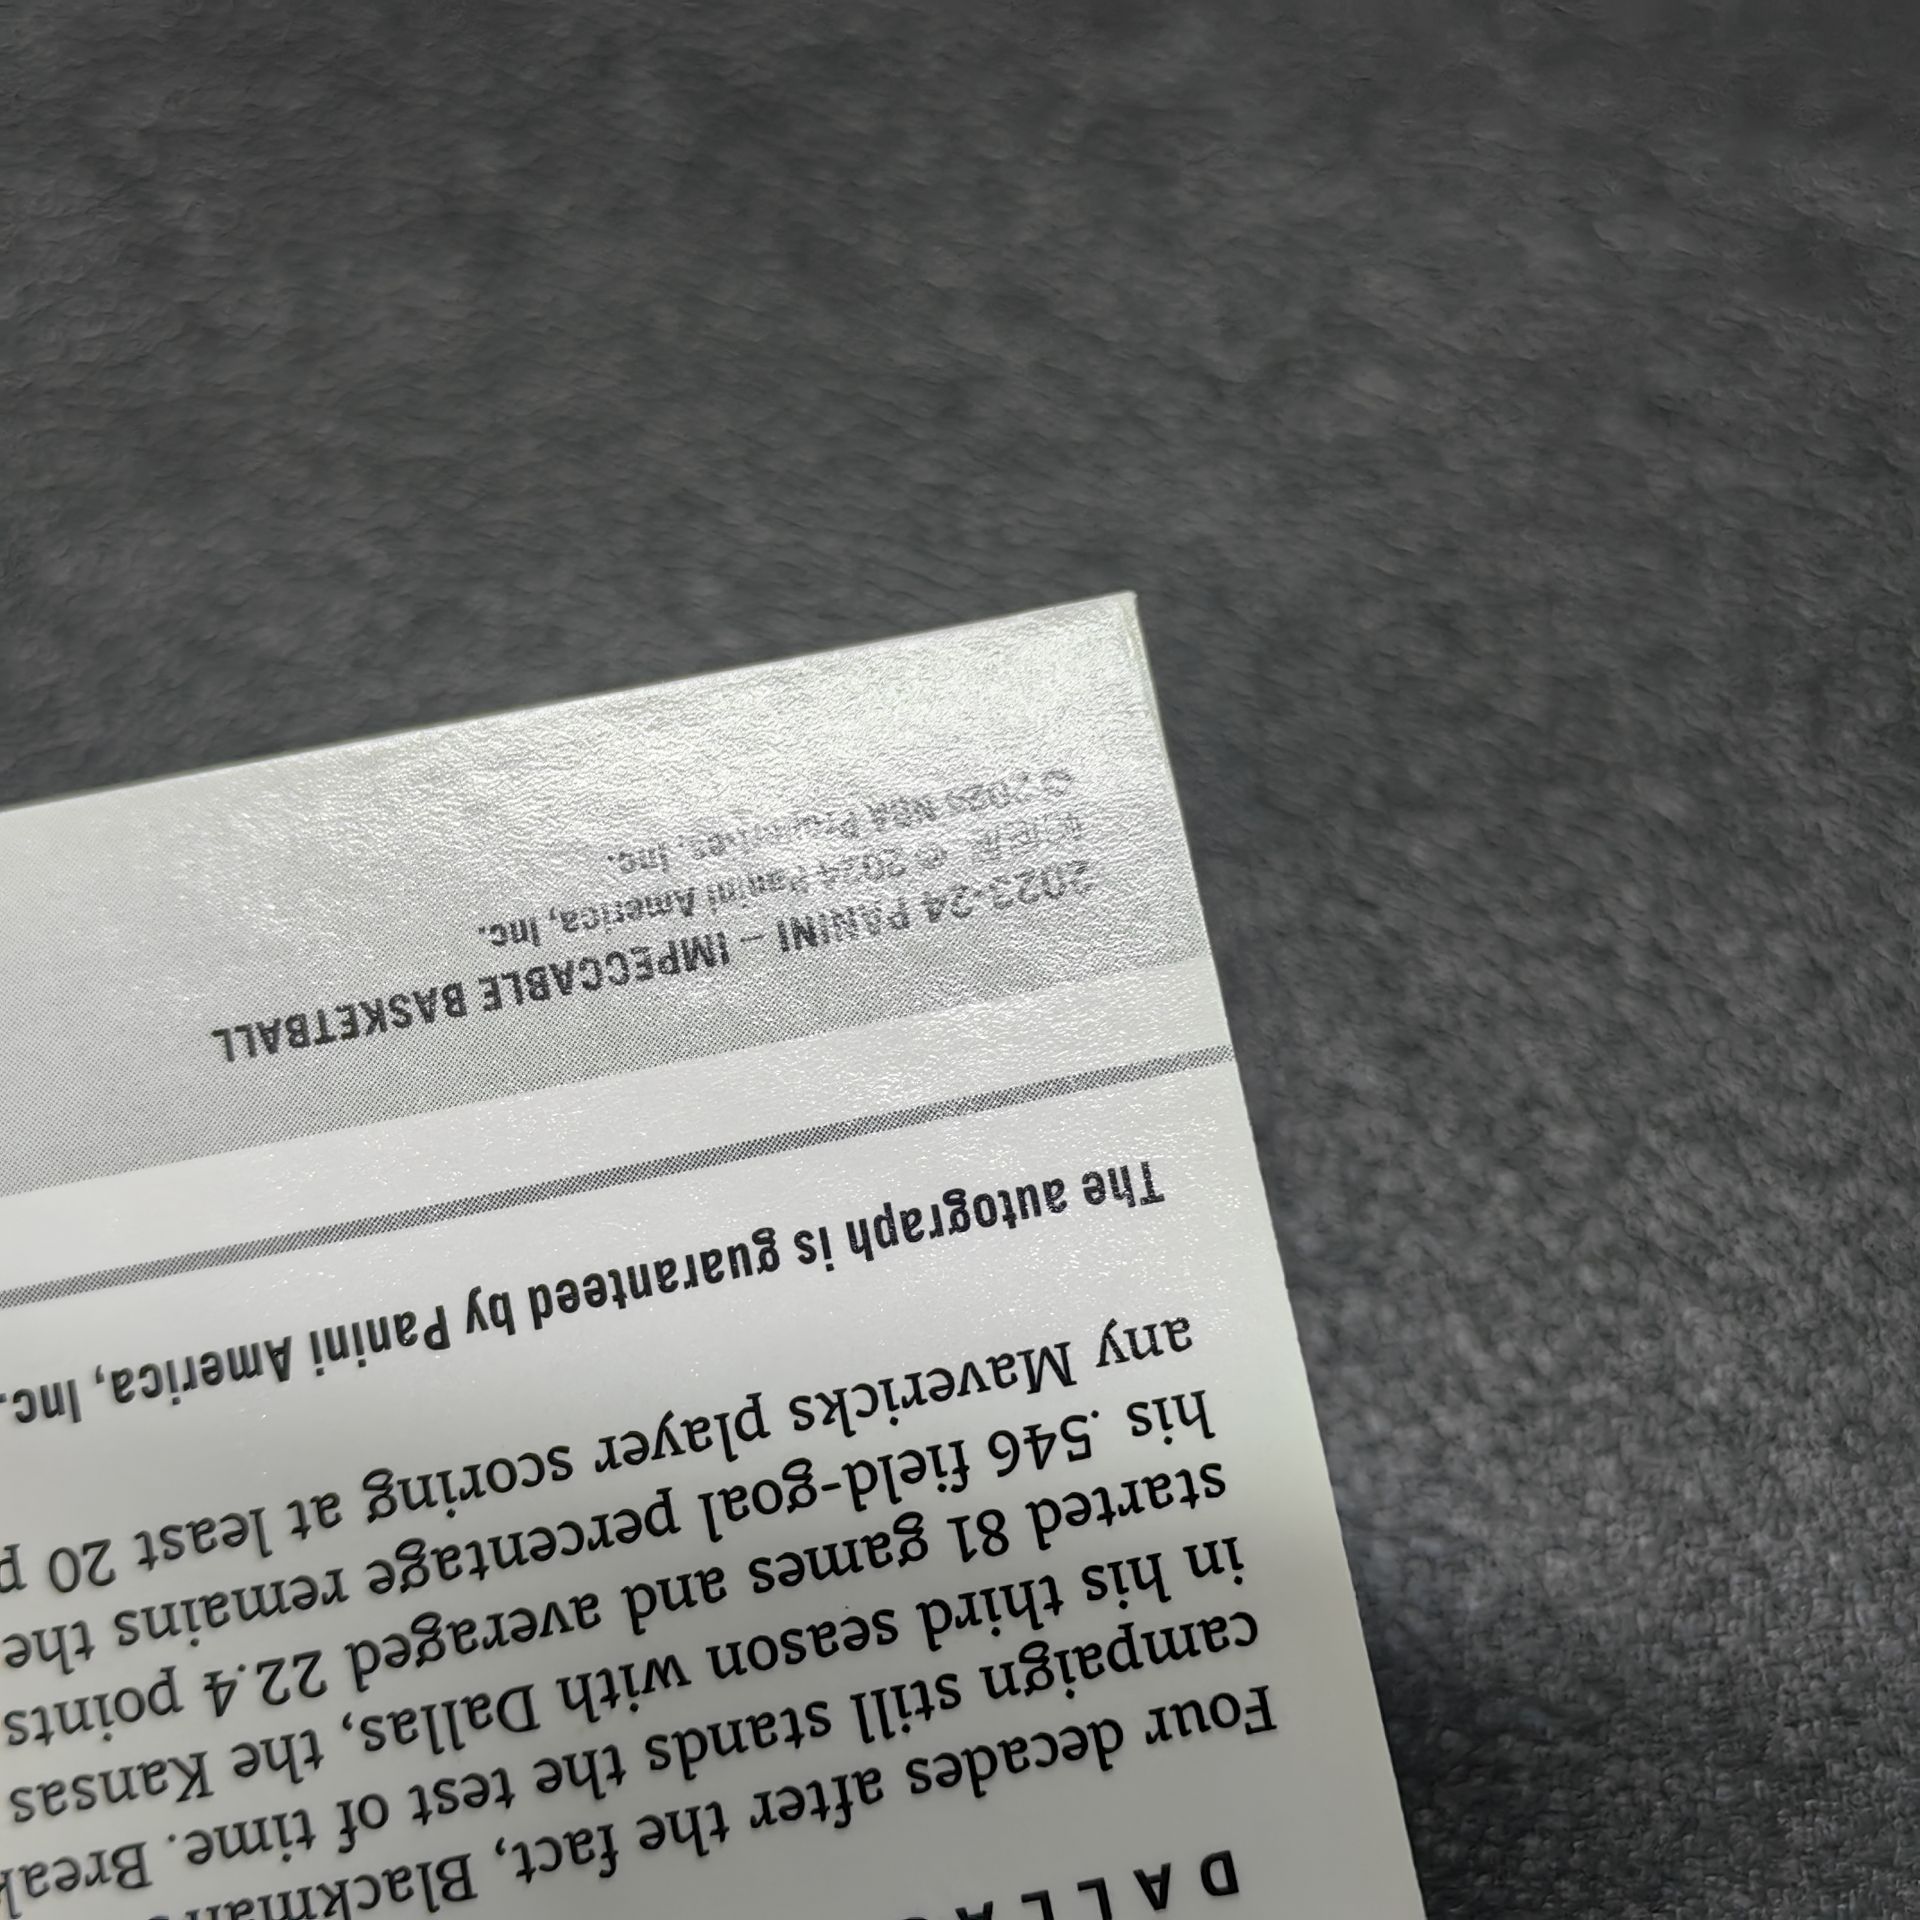 DALLAS
Four decades after the fact, Blackman's
campaign still stands the test of time. Break
in his third season with Dallas, the Kansas
started 81 games and averaged 22.4 points
his .546 field-goal percentage remains the
any Mavericks player scoring at least 20 p
The autograph is guaranteed by Panini America, Inc.
2023-24 PANINI – IMPECCABLE BASKETBALL
© 2024 Panini America, Inc.
NBA Properties, Inc.